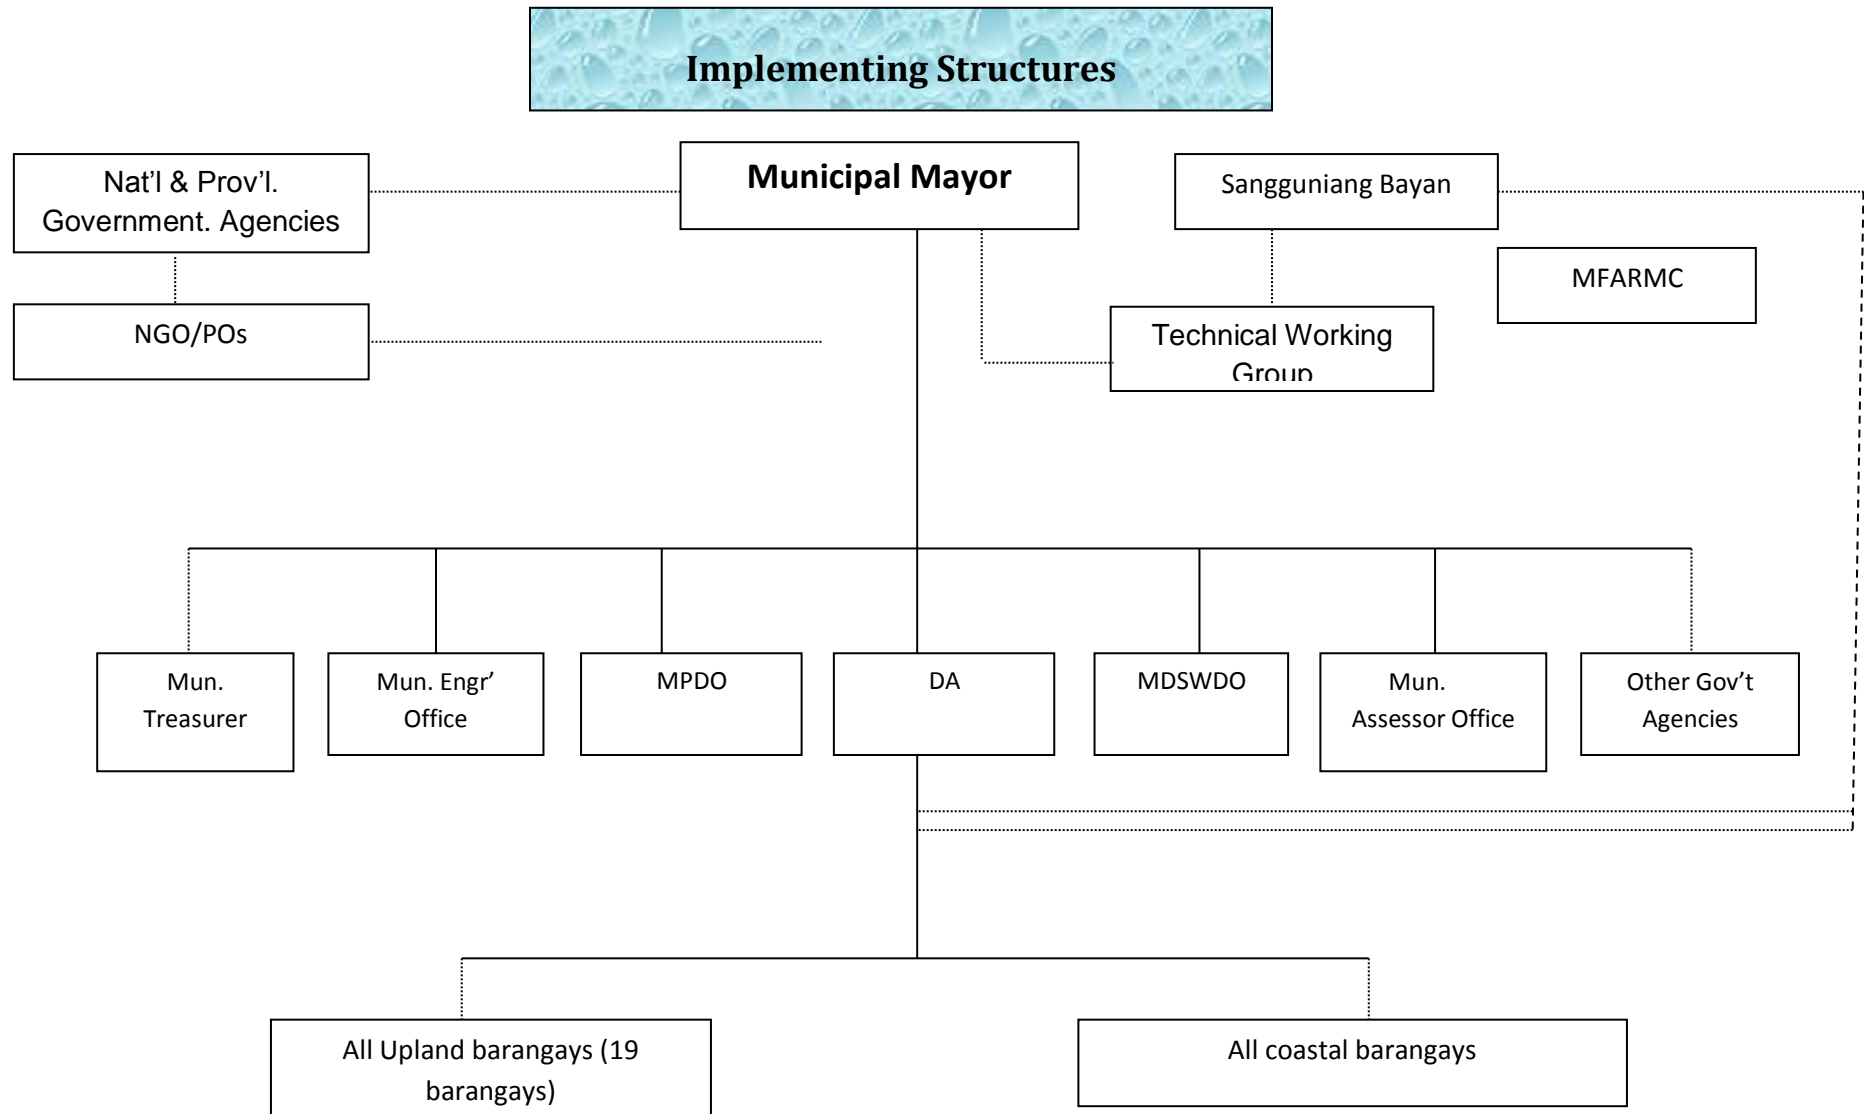 Implementing Structures
Municipal Mayor
Nat’l & Prov’l.
Government. Agencies
Sangguniang Bayan
MFARMC
NGO/POs
Technical Working
Group
Mun.
Treasurer
Mun. Engr’
Office
MPDO
DA
MDSWDO
Mun.
Assessor Office
Other Gov’t
Agencies
All Upland barangays (19
barangays)
All coastal barangays